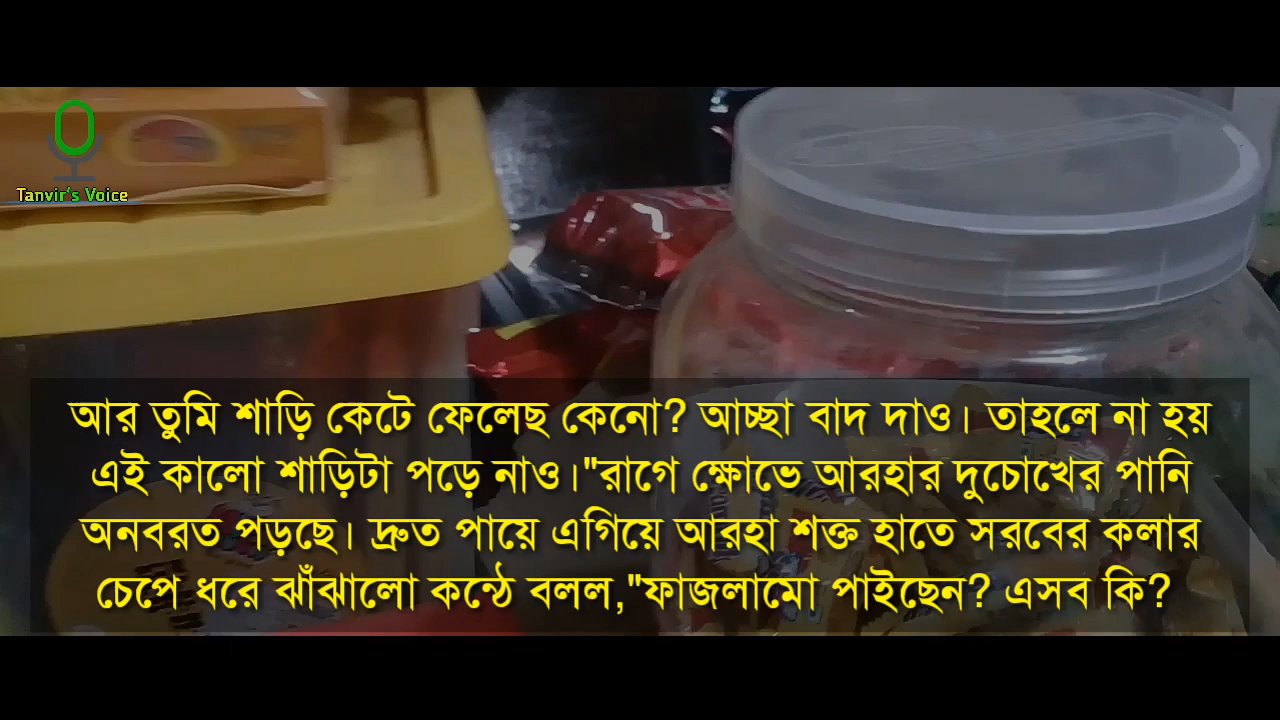 Tanvir's Voice
আর তুমি শাড়ি কেটে ফেলেছ কেনো? আচ্ছা বাদ দাও। তাহলে না হয়
এই কালো শাড়িটা পড়ে নাও।"রাগে ক্ষোভে আরহার দুচোখের পানি
অনবরত পড়ছে। দ্রুত পায়ে এগিয়ে আরহা শক্ত হাতে সরবের কলার
চেপে ধরে ঝাঁঝালো কন্ঠে বলল,"ফাজলামো পাইছেন? এসব কি?